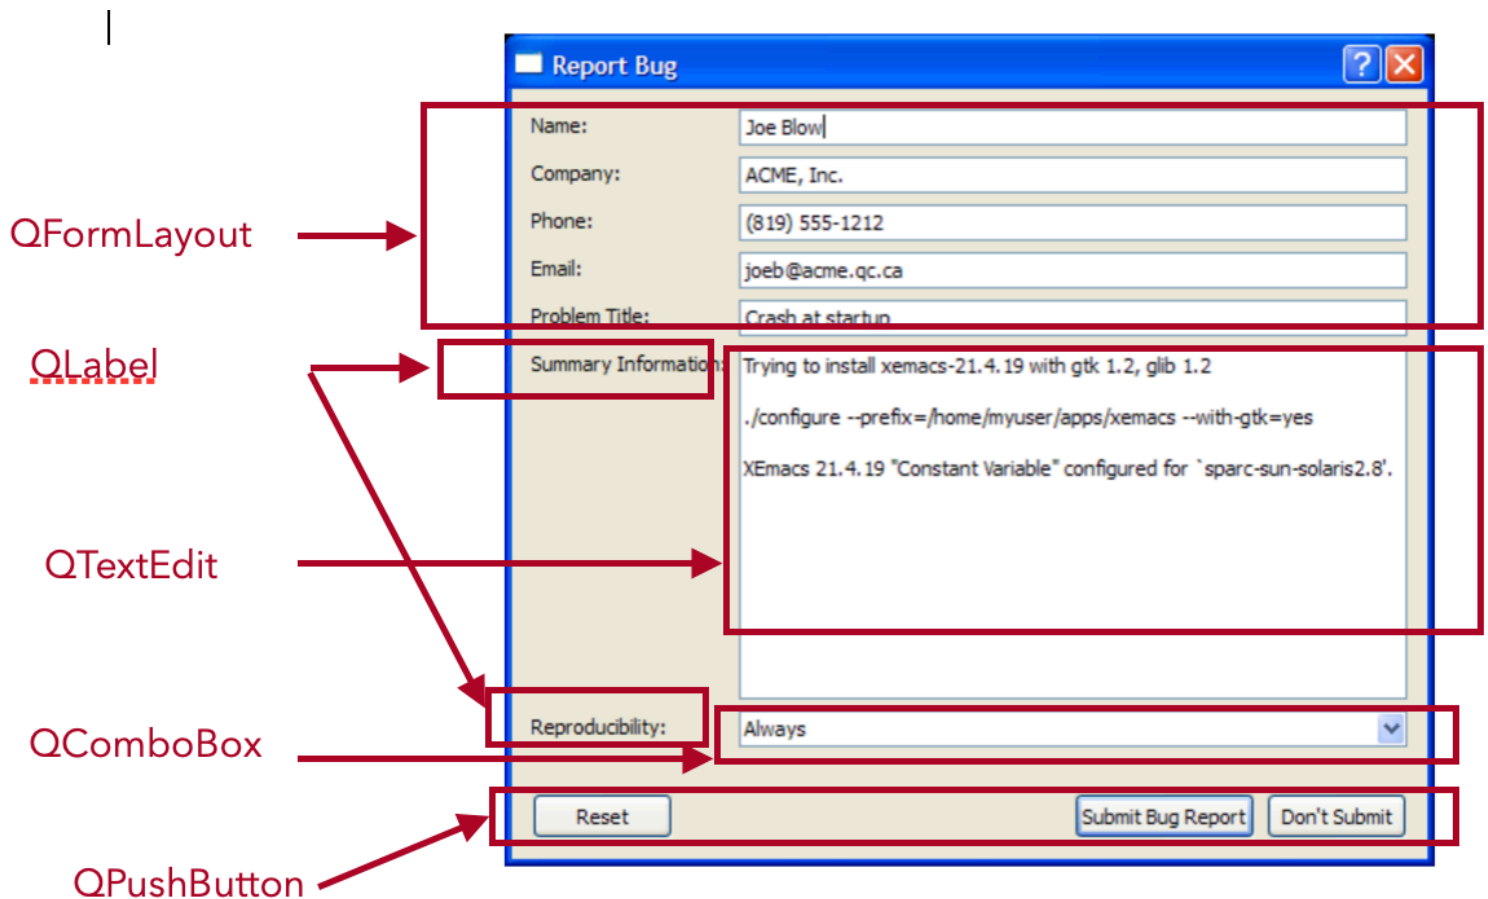 Report Bug
Name: Joe Blow
Company: ACME, Inc.
QFormLayout
Phone: (819) 555-1212
Email: joeb@acme.qc.ca
Problem Title: Crash at startup
QLabel
Summary Information: Trying to install xemacs-21.4.19 with gtk 1.2, glib 1.2
./configure --prefix=/home/myuser/apps/xemacs --with-gtk=yes
XEmacs 21.4.19 "Constant Variable" configured for `sparc-sun-solaris2.8'.
QTextEdit
Reproducibility: Always
QComboBox
Reset Submit Bug Report Don't Submit
QPushButton